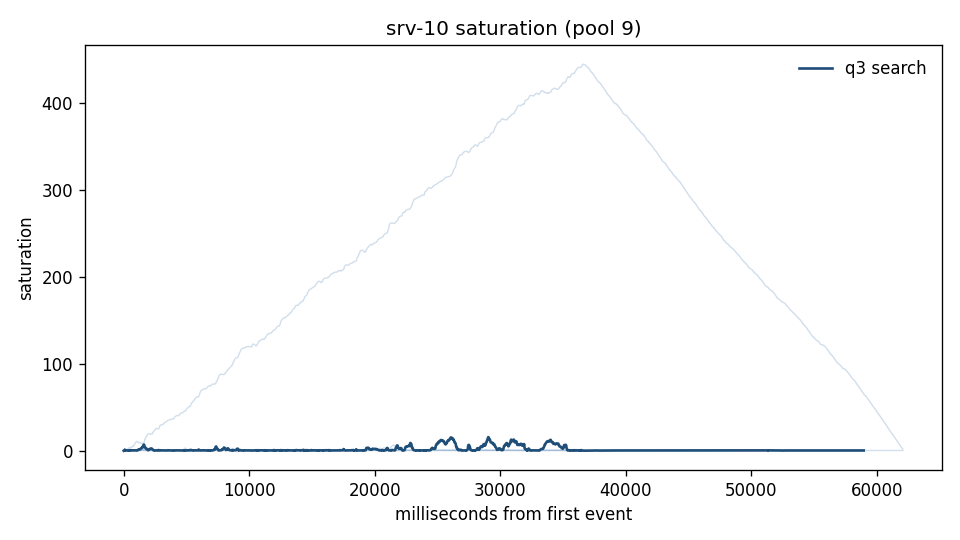 srv-10 saturation (pool 9)
q3 search
400
300
200
100
0
saturation
0 10000 20000 30000 40000 50000 60000
milliseconds from first event